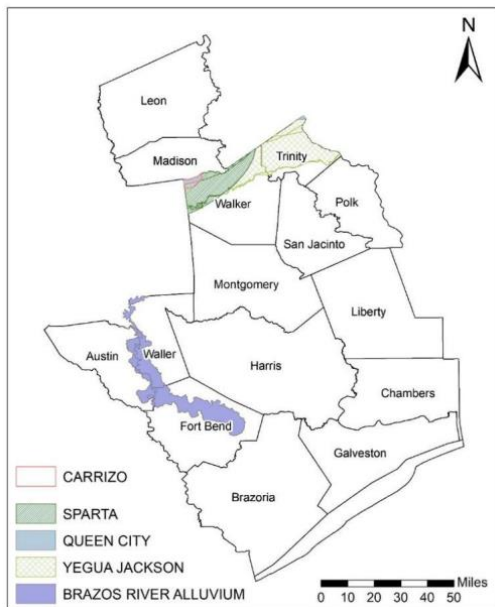 N
Leon
Madison
Trinity
Walker
Polk
San Jacinto
Montgomery
Liberty
Austin
Waller
Harris
Chambers
Fort Bend
Galveston
Brazoria
CARRIZO
SPARTA
QUEEN CITY
YEGUA JACKSON
BRAZOS RIVER ALLUVIUM
Miles
0 10 20 30 40 50